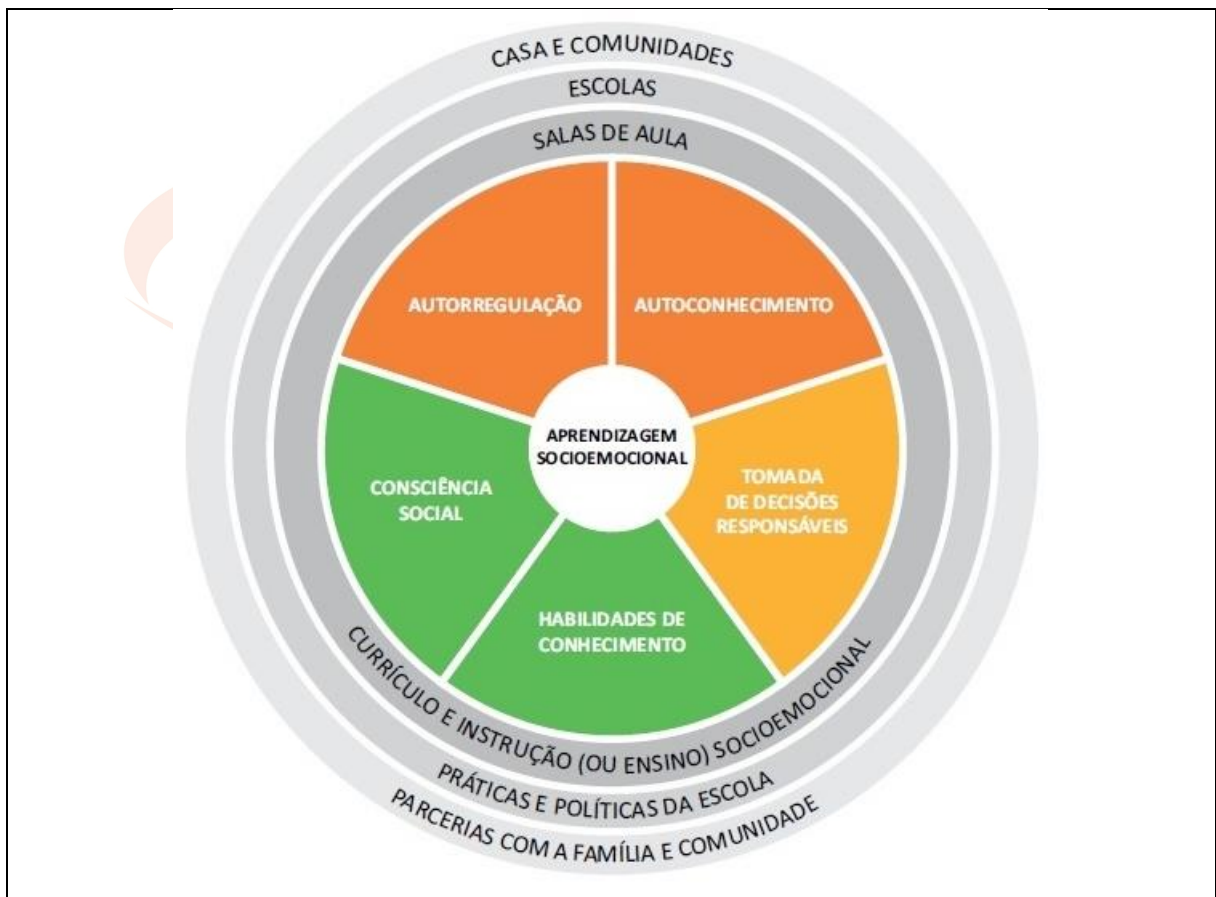 CASA E COMUNIDADES
ESCOLAS
SALAS DE AULA
AUTORREGULAÇÃO
AUTOCONHECIMENTO
APRENDIZAGEM
SOCIOEMOCIONAL
CONSCIÊNCIA
SOCIAL
TOMADA
DE DECISÕES
RESPONSÁVEIS
HABILIDADES DE
CONHECIMENTO
CURRÍCULO E INSTRUÇÃO (OU ENSINO) SOCIOEMOCIONAL
PRÁTICAS E POLÍTICAS DA ESCOLA
PARCERIAS COM A FAMÍLIA E COMUNIDADE